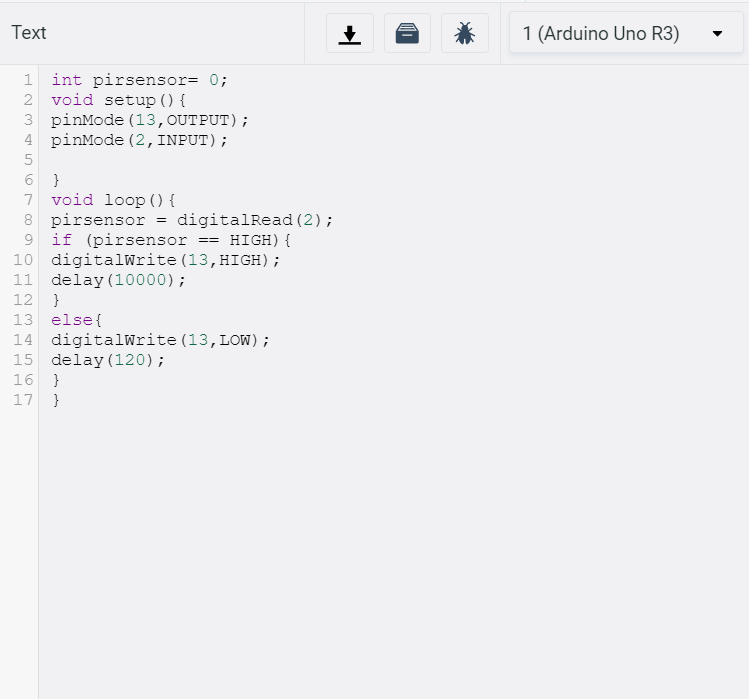 Text
1 (Arduino Uno R3)
1 int pirsensor= 0;
2 void setup(){
3 pinMode(13,OUTPUT);
4 pinMode(2,INPUT);
5
6 }
7 void loop(){
8 pirsensor = digitalRead(2);
9 if (pirsensor == HIGH){
10 digitalWrite(13,HIGH);
11 delay(10000);
12 }
13 else{
14 digitalWrite(13,LOW);
15 delay(120);
16 }
17 }